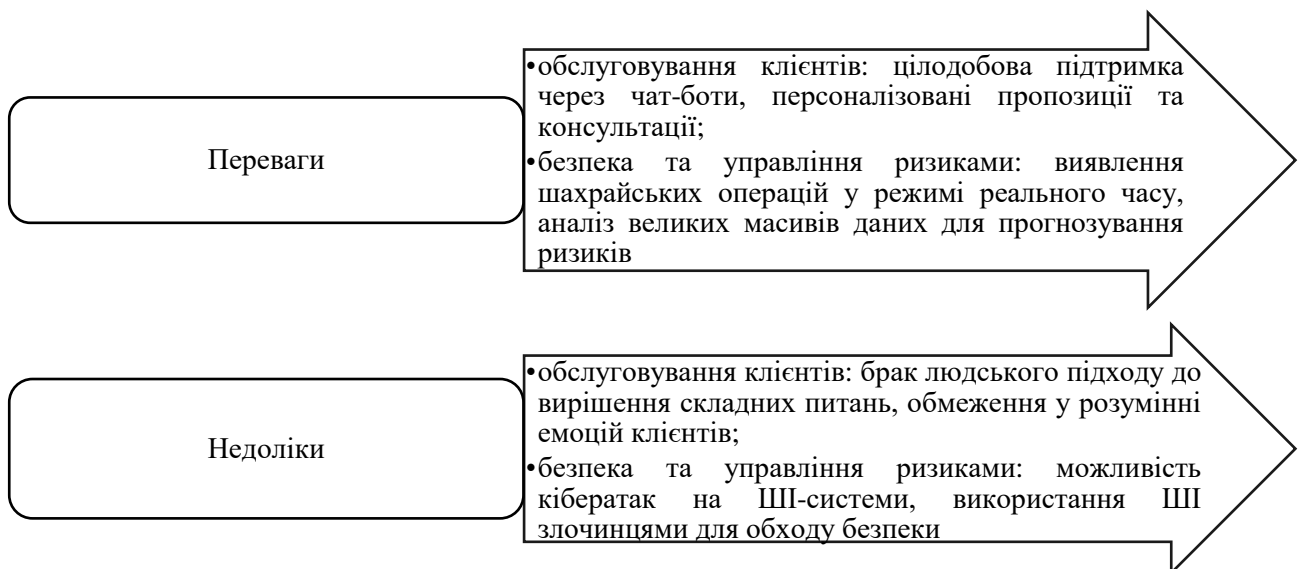 Переваги
•обслуговування клієнтів: цілодобова підтримка
через чат-боти, персоналізовані пропозиції та
консультації;
•безпека та управління ризиками: виявлення
шахрайських операцій у режимі реального часу,
аналіз великих масивів даних для прогнозування
ризиків
Недоліки
•обслуговування клієнтів: брак людського підходу до
вирішення складних питань, обмеження у розумінні
емоцій клієнтів;
•безпека та управління ризиками: можливість
кібератак на ШІ-системи, використання ШІ
злочинцями для обходу безпеки